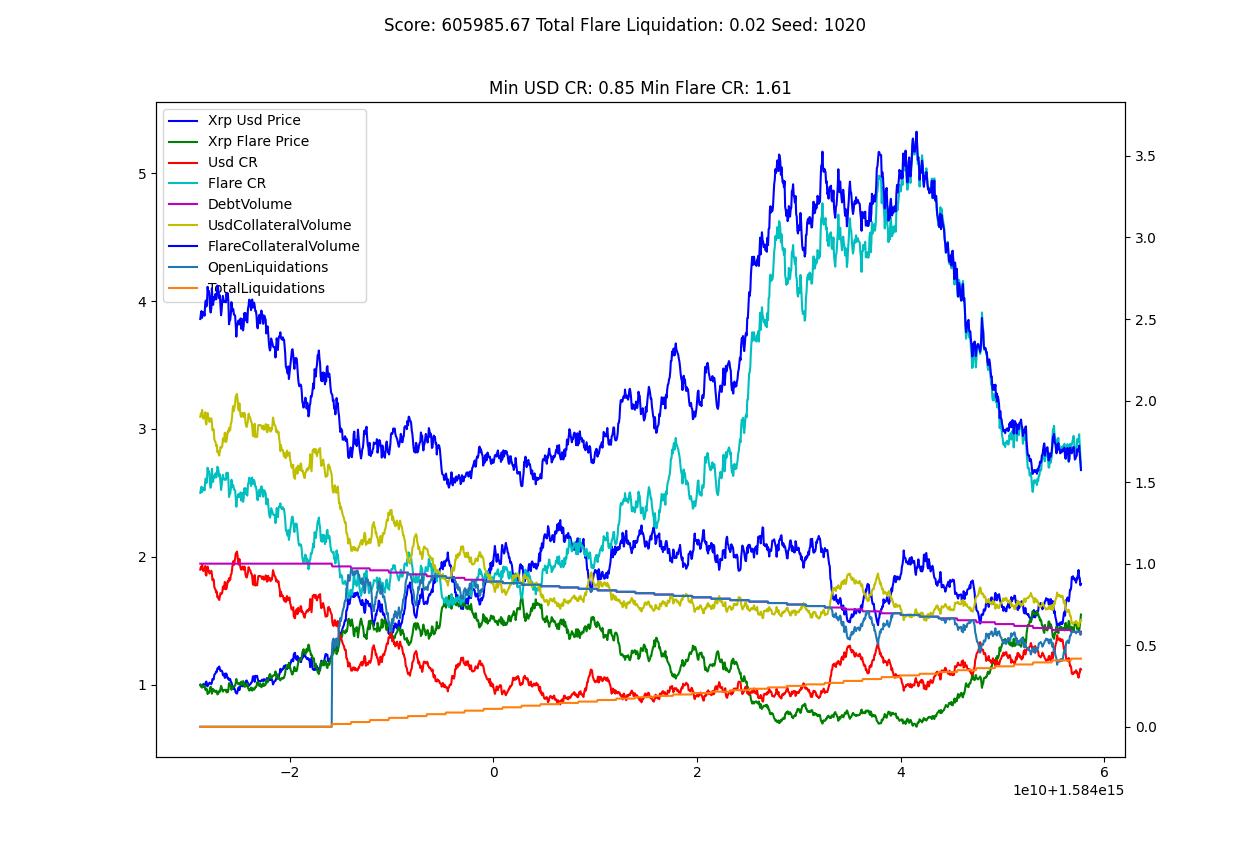 Score: 605985.67 Total Flare Liquidation: 0.02 Seed: 1020
Min USD CR: 0.85 Min Flare CR: 1.61
Xrp Usd Price
Xrp Flare Price
Usd CR
Flare CR
DebtVolume
UsdCollateralVolume
FlareCollateralVolume
OpenLiquidations
TotalLiquidations
5
4
3
2
1
3.5
3.0
2.5
2.0
1.5
1.0
0.5
0.0
−2 0 2 4 6
1e10+1.584e15